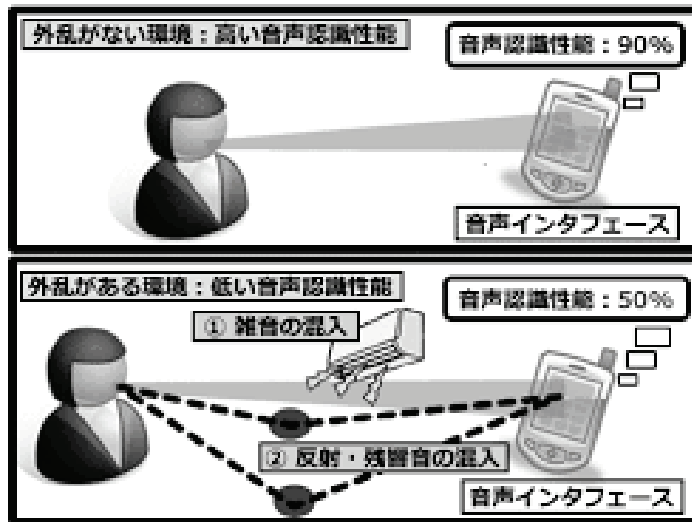 外乱がない環境：高い音声認識性能
音声認識性能：90%
音声インタフェース
外乱がある環境：低い音声認識性能
音声認識性能：50%
① 雑音の混入
② 反射・残響音の混入
音声インタフェース